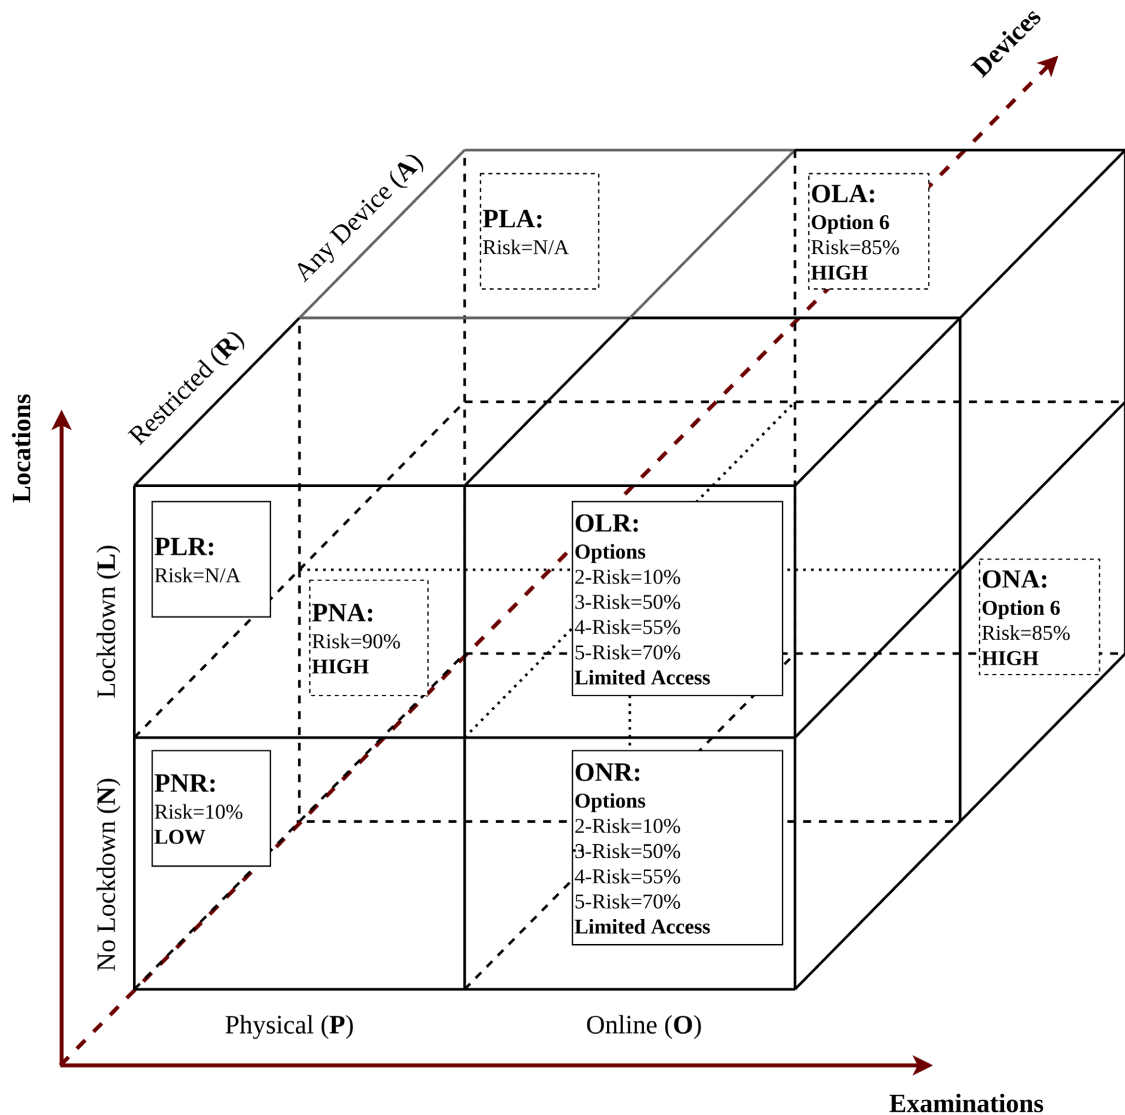 Devices
Any Device (A)
PLA:
Risk=N/A
OLA:
Option 6
Risk=85%
HIGH
Restricted (R)
Locations
Lockdown (L)
PLR:
Risk=N/A
PNA:
Risk=90%
HIGH
OLR:
Options
2-Risk=10%
3-Risk=50%
4-Risk=55%
5-Risk=70%
Limited Access
ONA:
Option 6
Risk=85%
HIGH
No Lockdown (N)
PNR:
Risk=10%
LOW
ONR:
Options
2-Risk=10%
3-Risk=50%
4-Risk=55%
5-Risk=70%
Limited Access
Physical (P)
Online (O)
Examinations